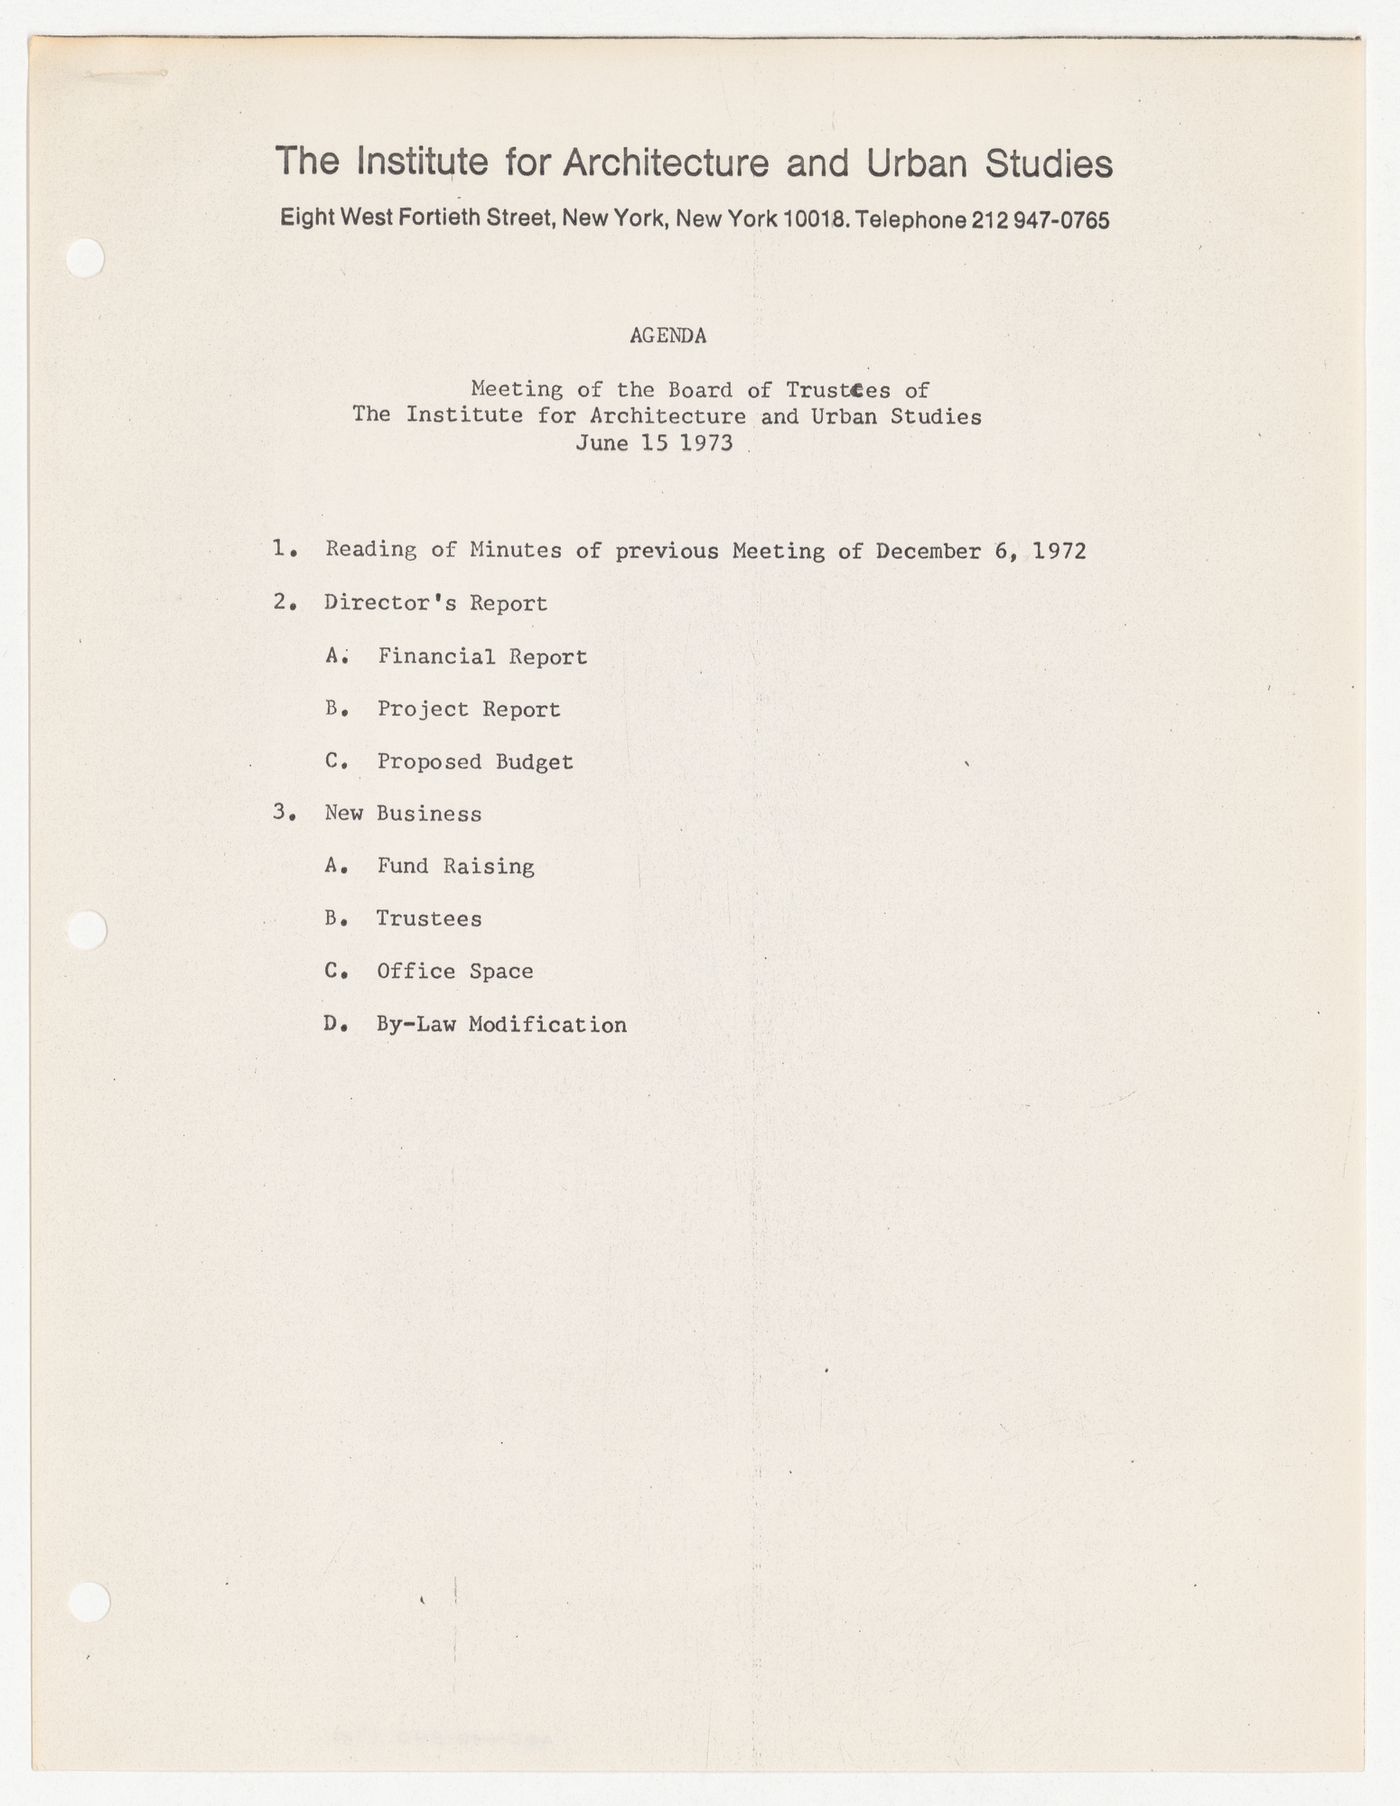 The Institute for Architecture and Urban Studies
Eight West Fortieth Street, New York, New York 10018. Telephone 212 947-0765
AGENDA
Meeting of the Board of Trustees of
The Institute for Architecture and Urban Studies
June 15 1973
1. Reading of Minutes of previous Meeting of December 6, 1972
2. Director's Report
A. Financial Report
B. Project Report
C. Proposed Budget
3. New Business
A. Fund Raising
B. Trustees
C. Office Space
D. By-Law Modification